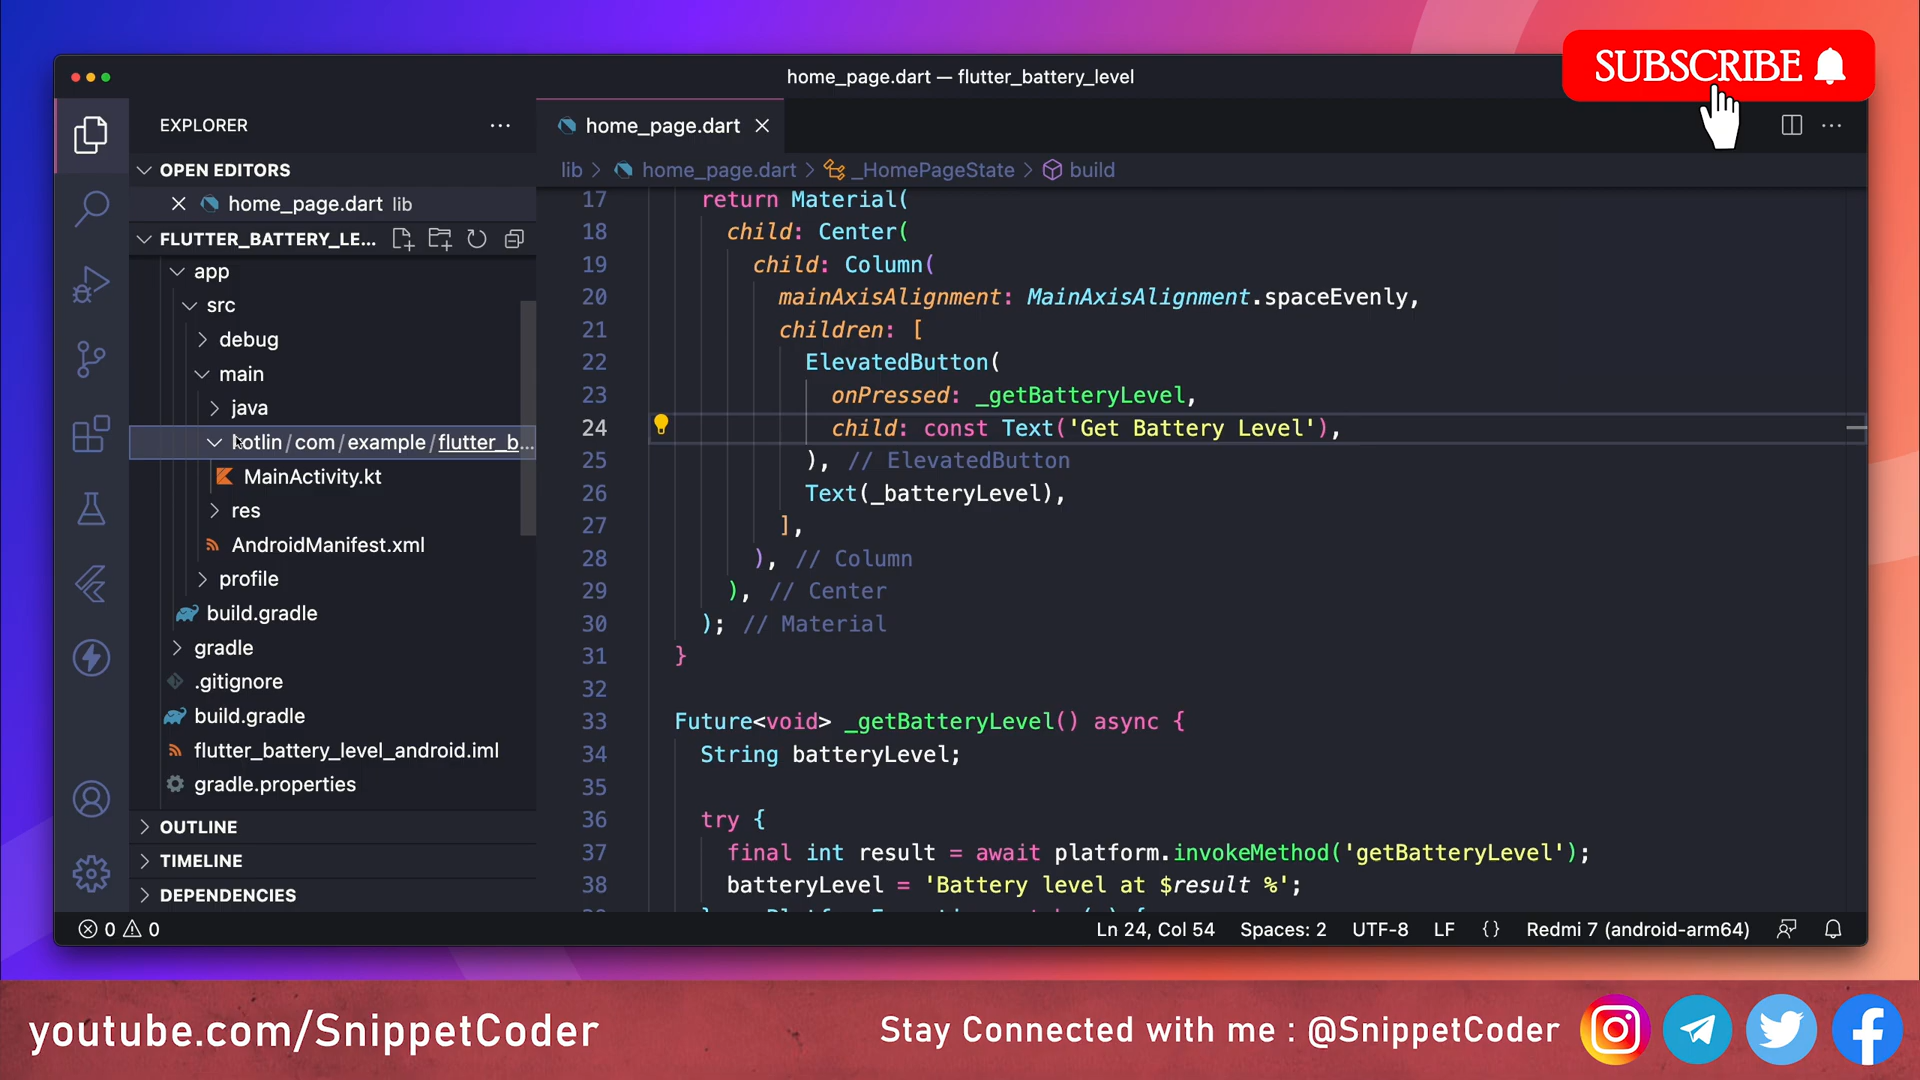 home_page.dart — flutter_battery_level
SUBSCRIBE
EXPLORER
OPEN EDITORS
home_page.dart lib
FLUTTER_BATTERY_LE...
app
src
debug
main
java
kotlin/com/example/flutter_b...
MainActivity.kt
res
AndroidManifest.xml
profile
build.gradle
gradle
.gitignore
build.gradle
flutter_battery_level_android.iml
gradle.properties
OUTLINE
TIMELINE
DEPENDENCIES
home_page.dart
lib > home_page.dart > _HomePageState > build
17 return Material(
18 child: Center(
19 child: Column(
20 mainAxisAlignment: MainAxisAlignment.spaceEvenly,
21 children: [
22 ElevatedButton(
23 onPressed: _getBatteryLevel,
24 child: const Text('Get Battery Level'),
25 ), // ElevatedButton
26 Text(_batteryLevel),
27 ],
28 ), // Column
29 ), // Center
30 ); // Material
31 }
32
33 Future<void> _getBatteryLevel() async {
34 String batteryLevel;
35
36 try {
37 final int result = await platform.invokeMethod('getBatteryLevel');
38 batteryLevel = 'Battery level at $result %';
0 0
Ln 24, Col 54 Spaces: 2 UTF-8 LF {} Redmi 7 (android-arm64)
youtube.com/SnippetCoder
Stay Connected with me : @SnippetCoder